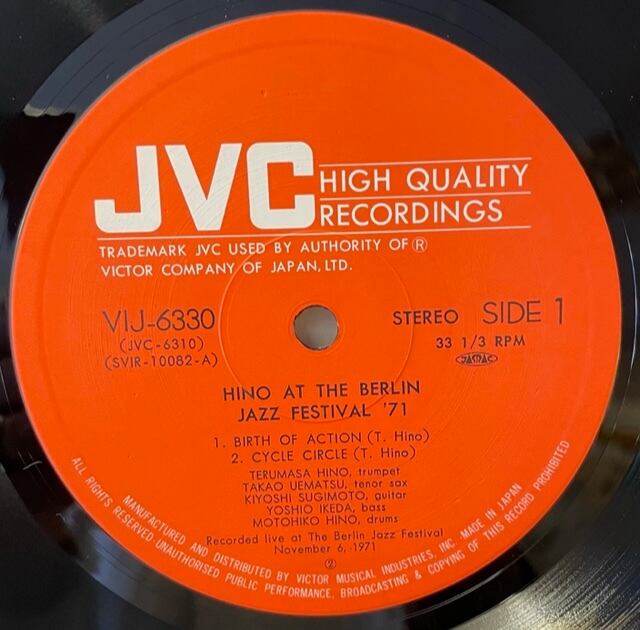 JVC
HIGH QUALITY
RECORDINGS
TRADEMARK JVC USED BY AUTHORITY OF ®
VICTOR COMPANY OF JAPAN, LTD.
VIJ-6330
(JVC-6310)
(SVIR-10082-A)
STEREO SIDE 1
33 1/3 RPM
JASRAC
HINO AT THE BERLIN
JAZZ FESTIVAL '71
1. BIRTH OF ACTION (T. Hino)
2. CYCLE CIRCLE (T. Hino)
TERUMASA HINO, trumpet
TAKAO UEMATSU, tenor sax
KIYOSHI SUGIMOTO, guitar
YOSHIO IKEDA, bass
MOTOHIKO HINO, drums
Recorded live at The Berlin Jazz Festival
November 6, 1971
②
MANUFACTURED AND DISTRIBUTED BY VICTOR MUSICAL INDUSTRIES, INC. MADE IN JAPAN
ALL RIGHTS RESERVED·UNAUTHORISED PUBLIC PERFORMANCE, BROADCASTING & COPYING OF THIS RECORD PROHIBITED